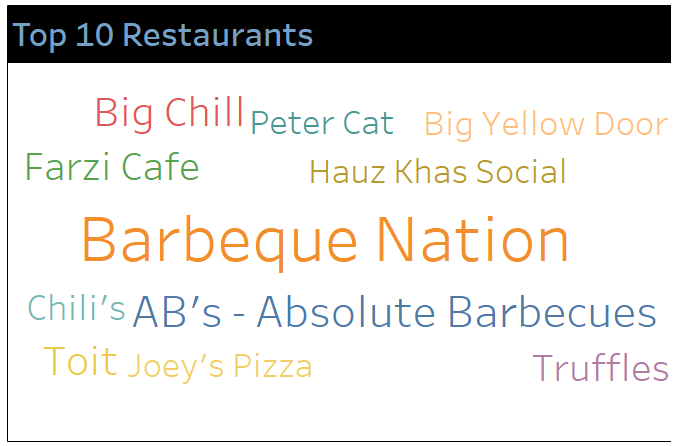 Top 10 Restaurants
Big Chill
Peter Cat
Big Yellow Door
Farzi Cafe
Hauz Khas Social
Barbeque Nation
Chili's
AB's - Absolute Barbecues
Toit
Joey's Pizza
Truffles